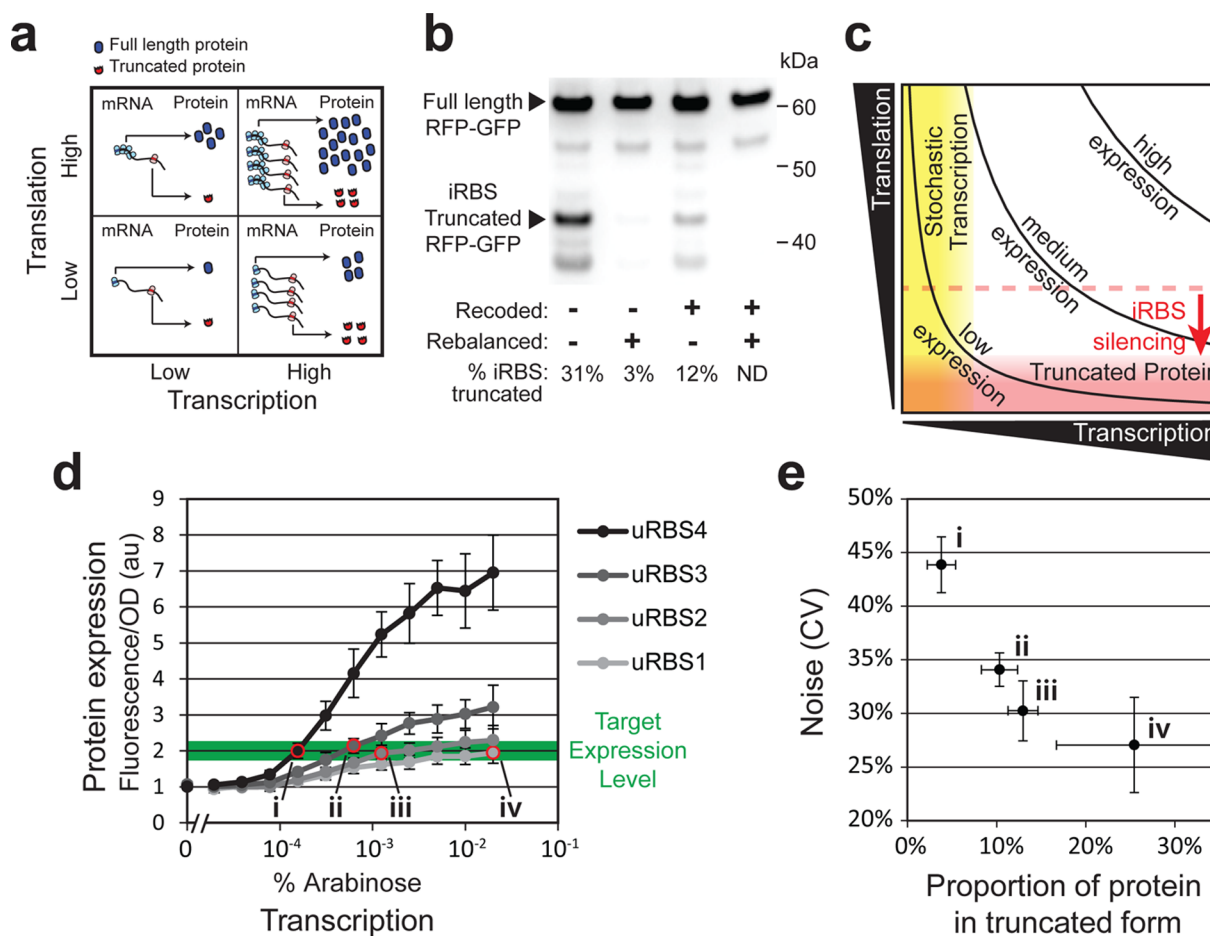 a
Full length protein
Truncated protein
mRNA Protein mRNA Protein
mRNA Protein mRNA Protein
Translation
High
Low
Low High
Transcription
b
kDa
Full length
RFP-GFP
60
50
iRBS
Truncated
RFP-GFP
40
Recoded: - - + +
Rebalanced: - + - +
% iRBS: truncated 31% 3% 12% ND
c
Translation
Stochastic
Transcription
high
expression
medium
expression
low
expression
iRBS
silencing
Truncated Protein
Transcription
d
Protein expression
Fluorescence/OD (au)
9
8
7
6
5
4
3
2
1
0
i ii iii iv
0 10-4 10-3 10-2 10-1
% Arabinose
Transcription
uRBS4
uRBS3
uRBS2
uRBS1
Target
Expression
Level
e
Noise (CV)
50%
45%
40%
35%
30%
25%
20%
i
ii
iii
iv
0% 10% 20% 30%
Proportion of protein
in truncated form